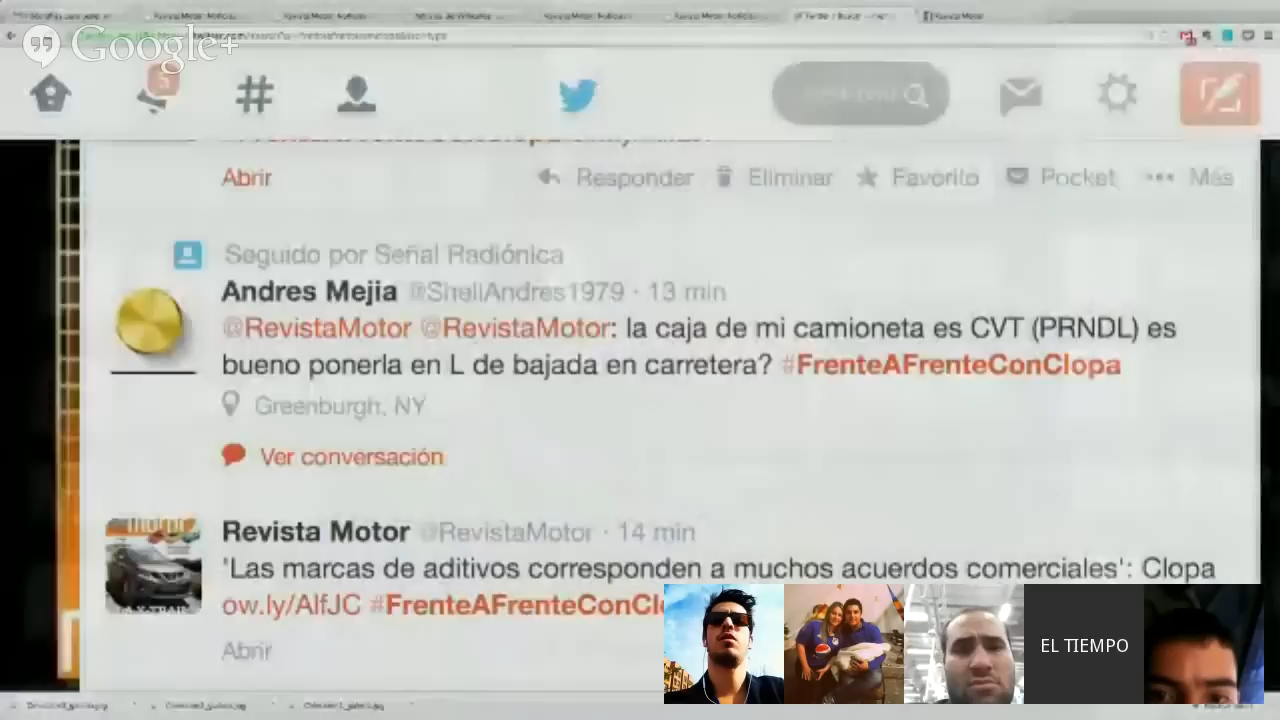 Google+
5
Abrir
Responder Eliminar Favorito Pocket Más
Seguido por Señal Radiónica
Andres Mejia @ShellAndres1979 · 13 min
@RevistaMotor @RevistaMotor: la caja de mi camioneta es CVT (PRNDL) es
bueno ponerla en L de bajada en carretera? #FrenteAFrenteConClopa
Greenburgh, NY
Ver conversación
Revista Motor @RevistaMotor · 14 min
'Las marcas de aditivos corresponden a muchos acuerdos comerciales': Clopa
ow.ly/AlfJC #FrenteAFrenteConClo
Abrir
EL TIEMPO